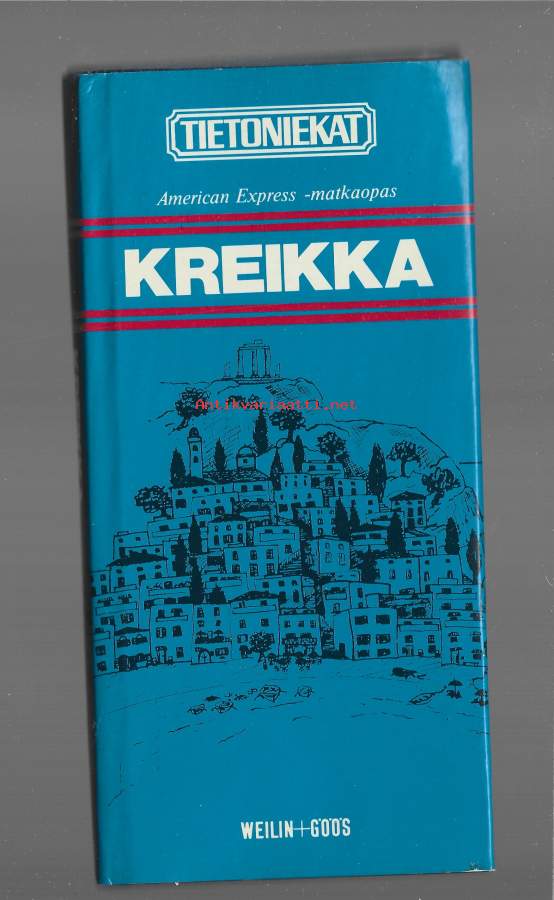 TIETONIEKAT
American Express -matkaopas
KREIKKA
Antikvariaatti.net
WEILIN+GÖÖS